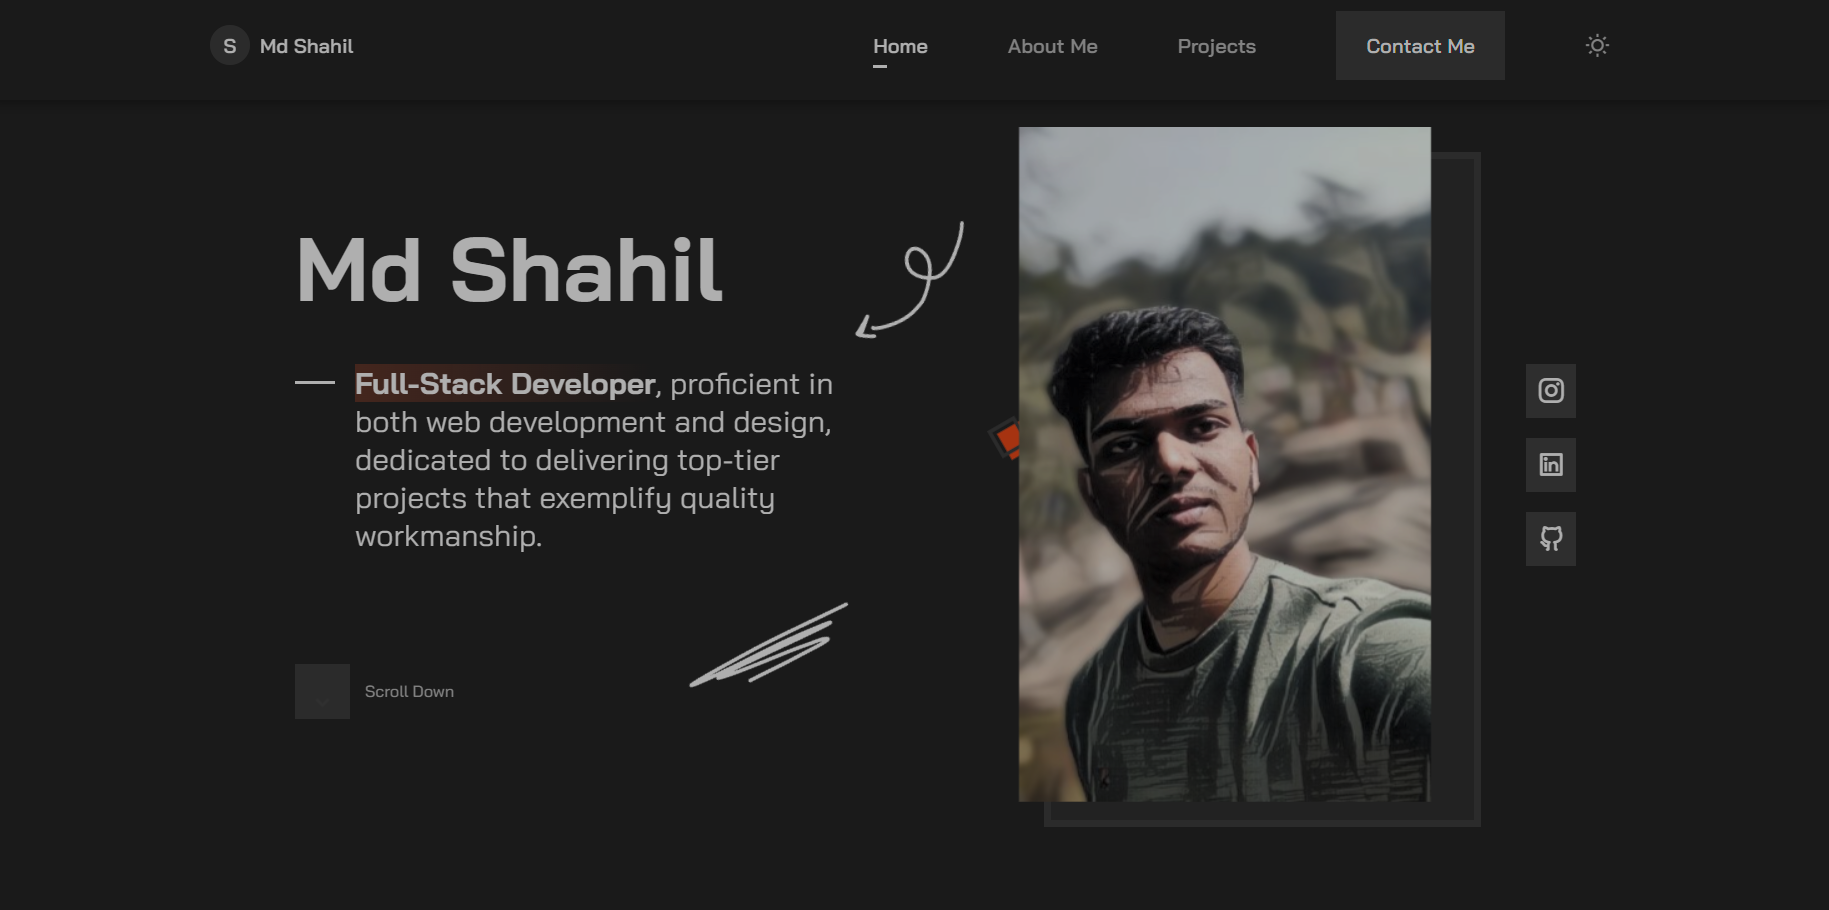 S Md Shahil
Home About Me Projects Contact Me
Md Shahil
Full-Stack Developer, proficient in
both web development and design,
dedicated to delivering top-tier
projects that exemplify quality
workmanship.
in
Scroll Down